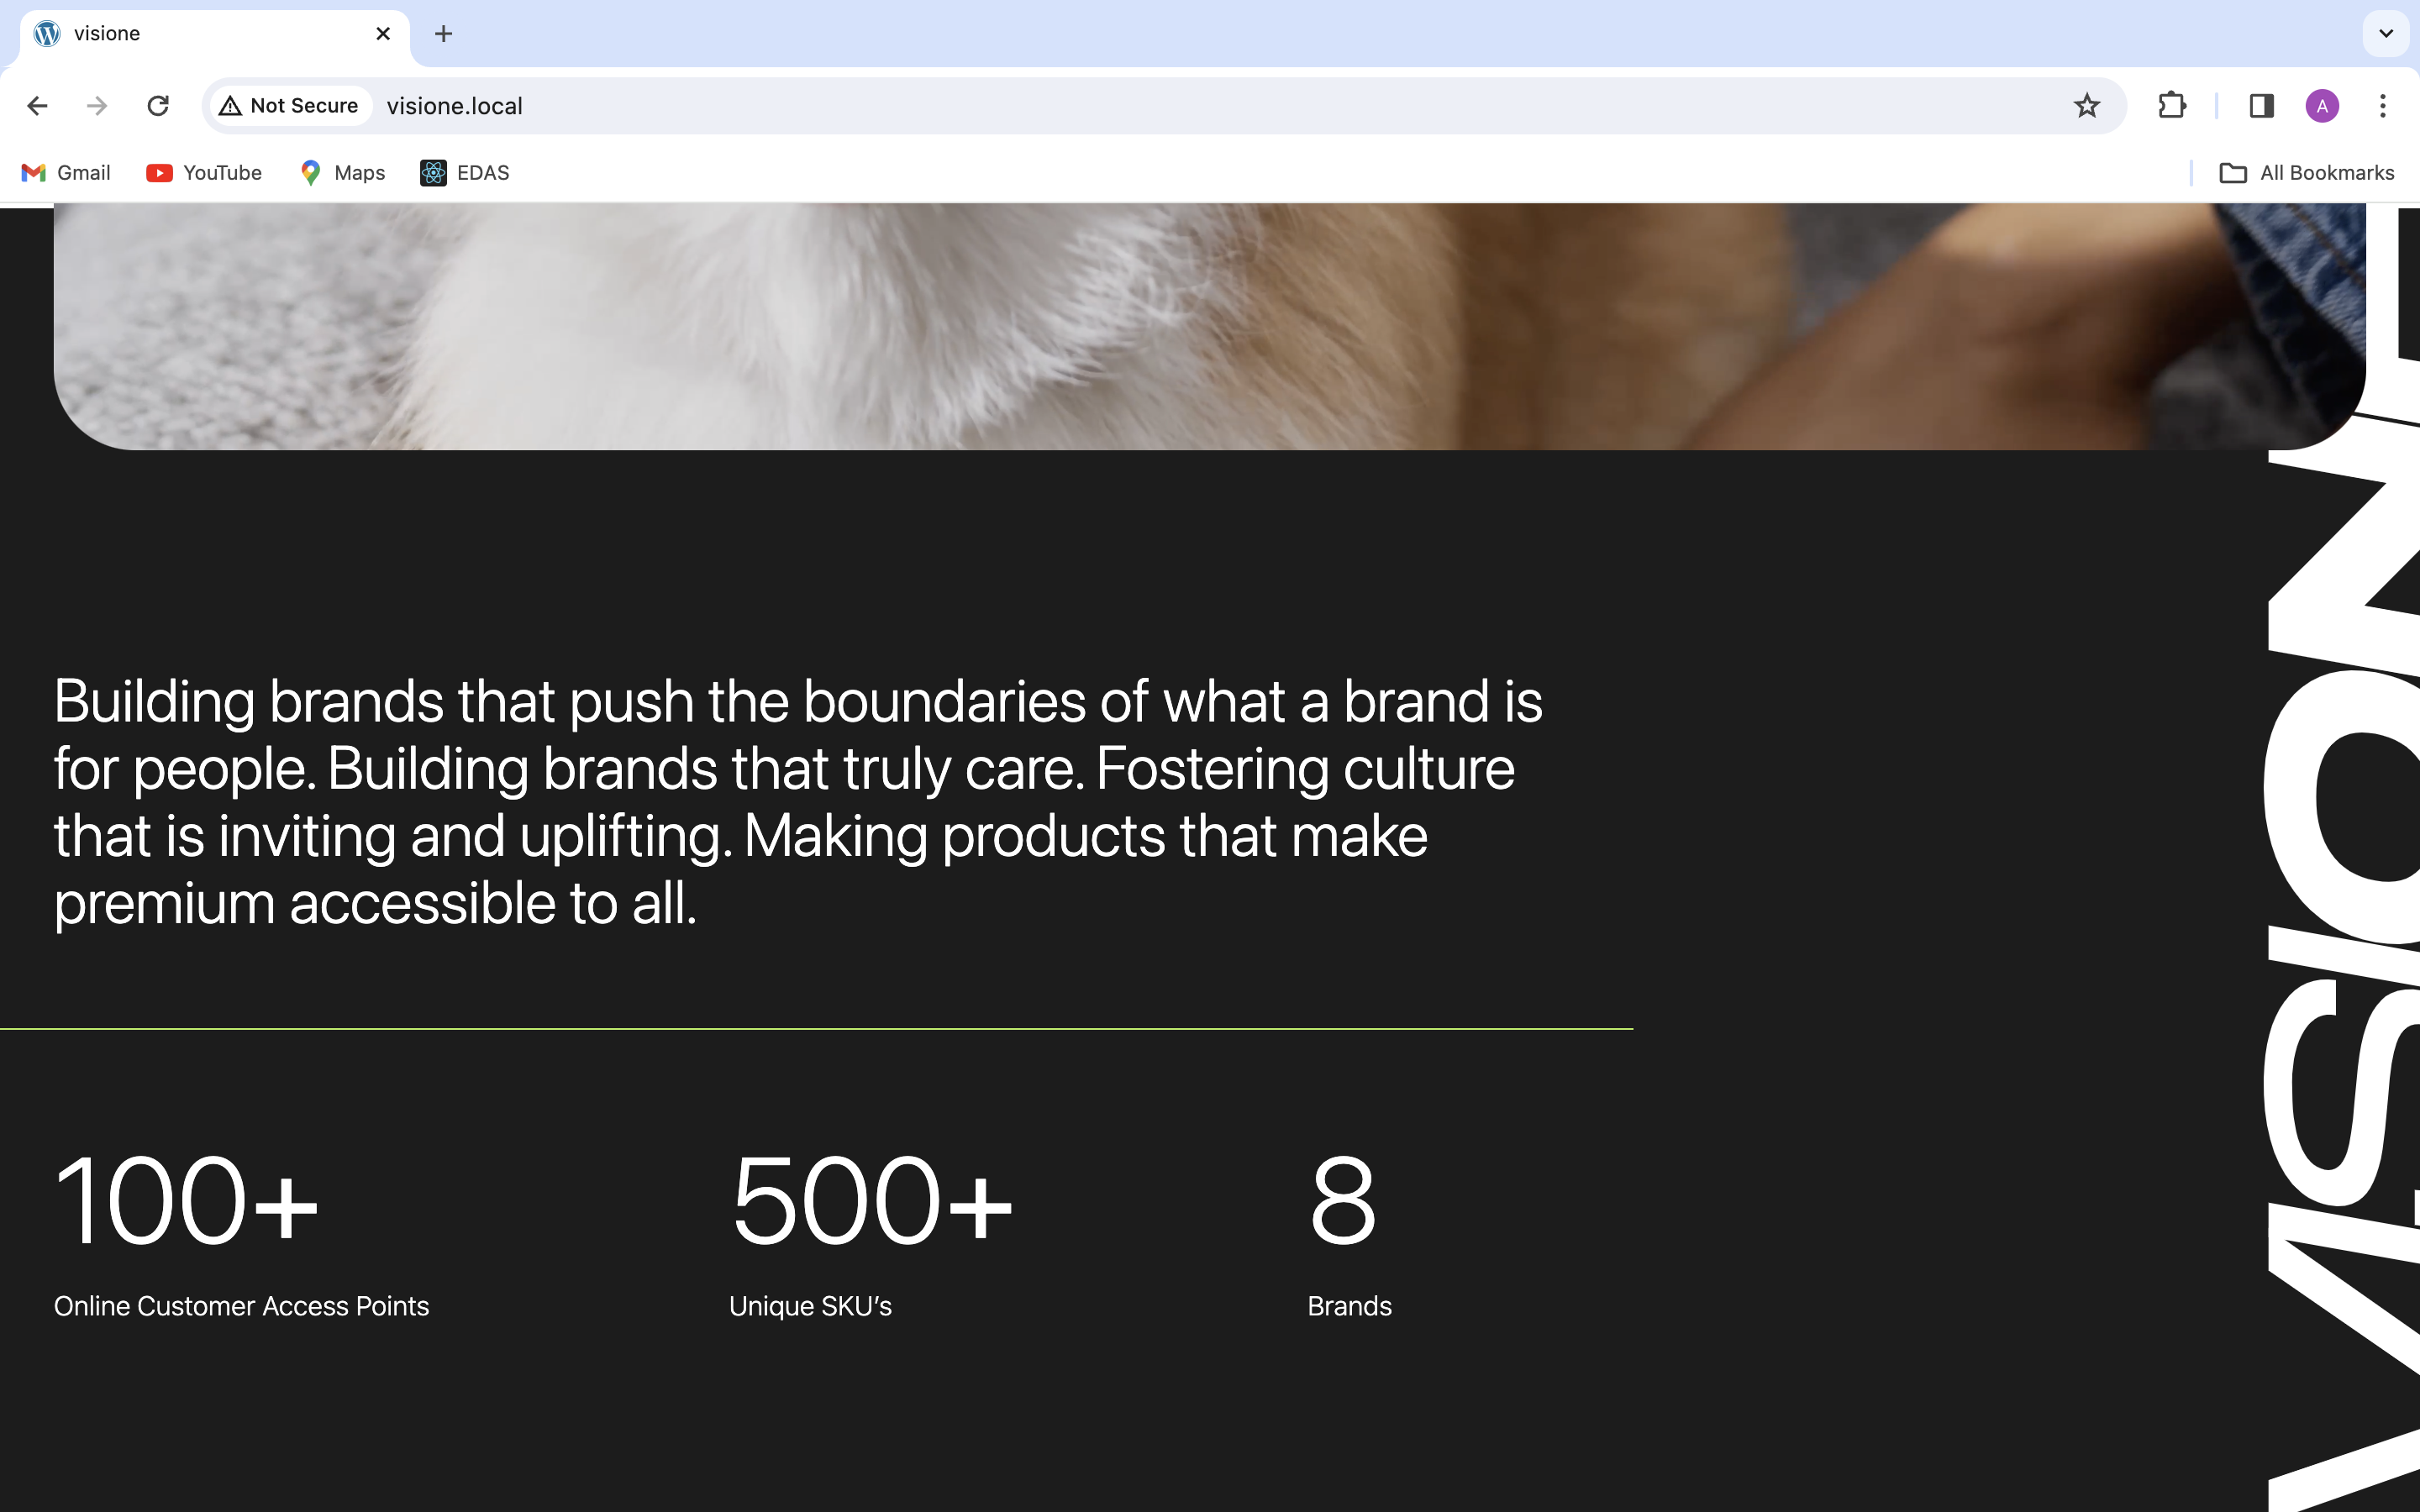 visione
Not Secure
visione.local
A
Gmail
YouTube
Maps
EDAS
All Bookmarks
Building brands that push the boundaries of what a brand is
for people. Building brands that truly care. Fostering culture
that is inviting and uplifting. Making products that make
premium accessible to all.
100+
Online Customer Access Points
500+
Unique SKU’s
8
Brands
VISIONE